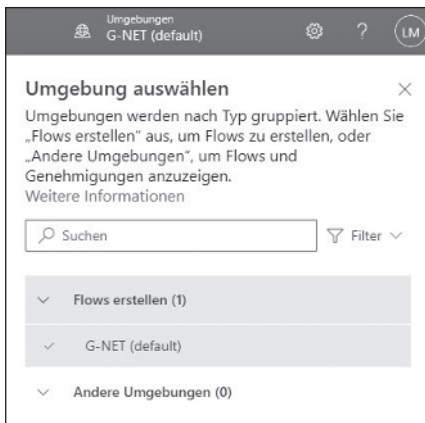 Umgebungen
G-NET (default)
?
LM
Umgebung auswählen
Umgebungen werden nach Typ gruppiert. Wählen Sie
„Flows erstellen" aus, um Flows zu erstellen, oder
„Andere Umgebungen", um Flows und
Genehmigungen anzuzeigen.
Weitere Informationen
Suchen
Filter
Flows erstellen (1)
G-NET (default)
Andere Umgebungen (0)